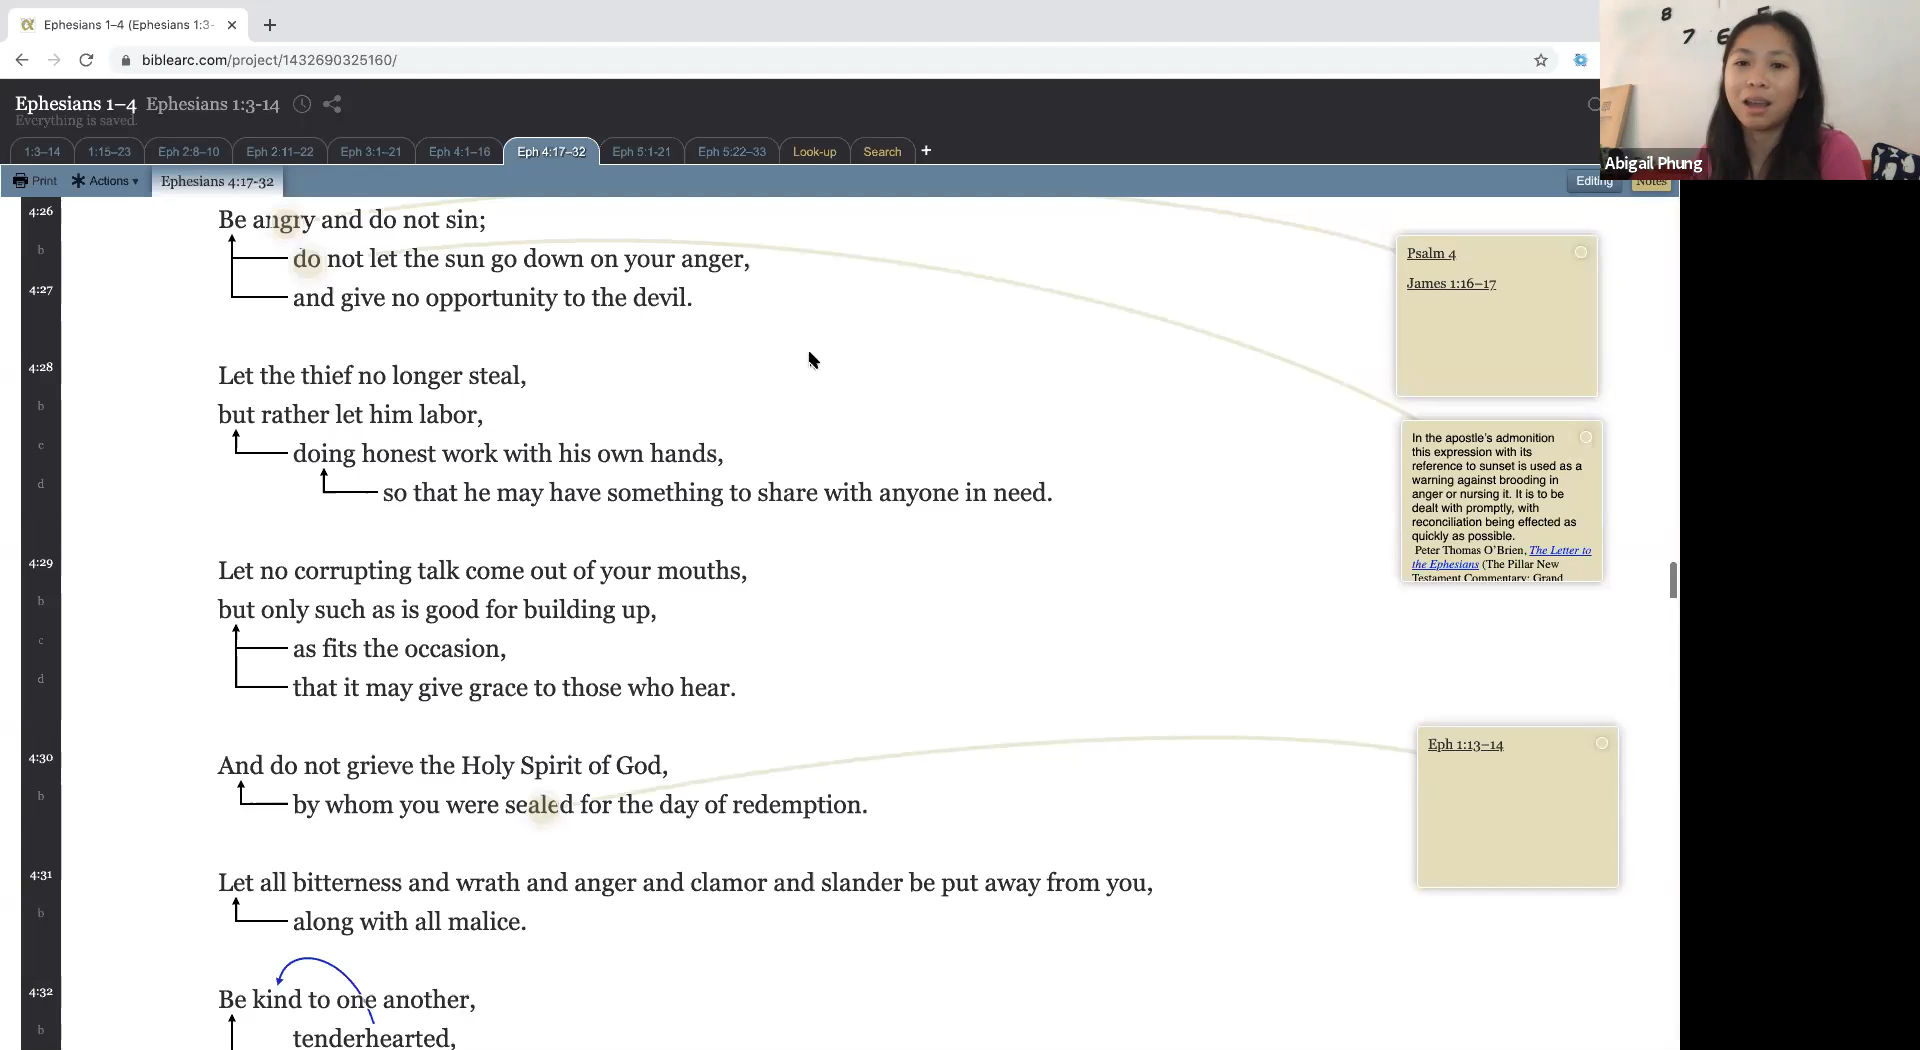 Ephesians 1–4 (Ephesians 1:3-
biblearc.com/project/1432690325160/
Ephesians 1–4 Ephesians 1:3-14
Everything is saved.
1:3–14 1:15–23 Eph 2:8–10 Eph 2:11–22 Eph 3:1–21 Eph 4:1–16 Eph 4:17–32 Eph 5:1-21 Eph 5:22–33 Look-up Search +
Print Actions ▾ Ephesians 4:17-32 Editing Notes
8
7 6
Abigail Phung
4:26 Be angry and do not sin;
b do not let the sun go down on your anger,
4:27 and give no opportunity to the devil.
4:28 Let the thief no longer steal,
b but rather let him labor,
c doing honest work with his own hands,
d so that he may have something to share with anyone in need.
4:29 Let no corrupting talk come out of your mouths,
b but only such as is good for building up,
c as fits the occasion,
d that it may give grace to those who hear.
4:30 And do not grieve the Holy Spirit of God,
b by whom you were sealed for the day of redemption.
4:31 Let all bitterness and wrath and anger and clamor and slander be put away from you,
b along with all malice.
4:32 Be kind to one another,
b tenderhearted,
Psalm 4
James 1:16–17
In the apostle's admonition
this expression with its
reference to sunset is used as a
warning against brooding in
anger or nursing it. It is to be
dealt with promptly, with
reconciliation being effected as
quickly as possible.
Peter Thomas O'Brien, The Letter to
the Ephesians (The Pillar New
Testament Commentary; Grand
Eph 1:13–14